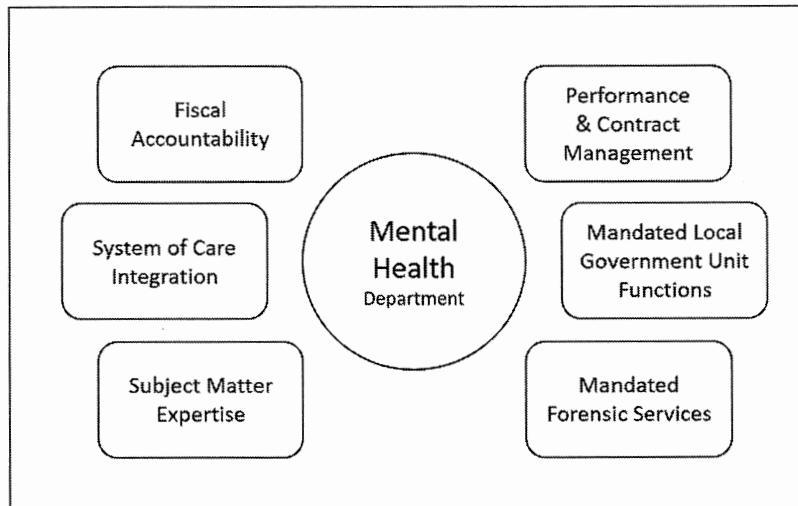 Fiscal
Accountability
Performance
& Contract
Management
System of Care
Integration
Mental
Health
Department
Mandated Local
Government Unit
Functions
Subject Matter
Expertise
Mandated
Forensic Services